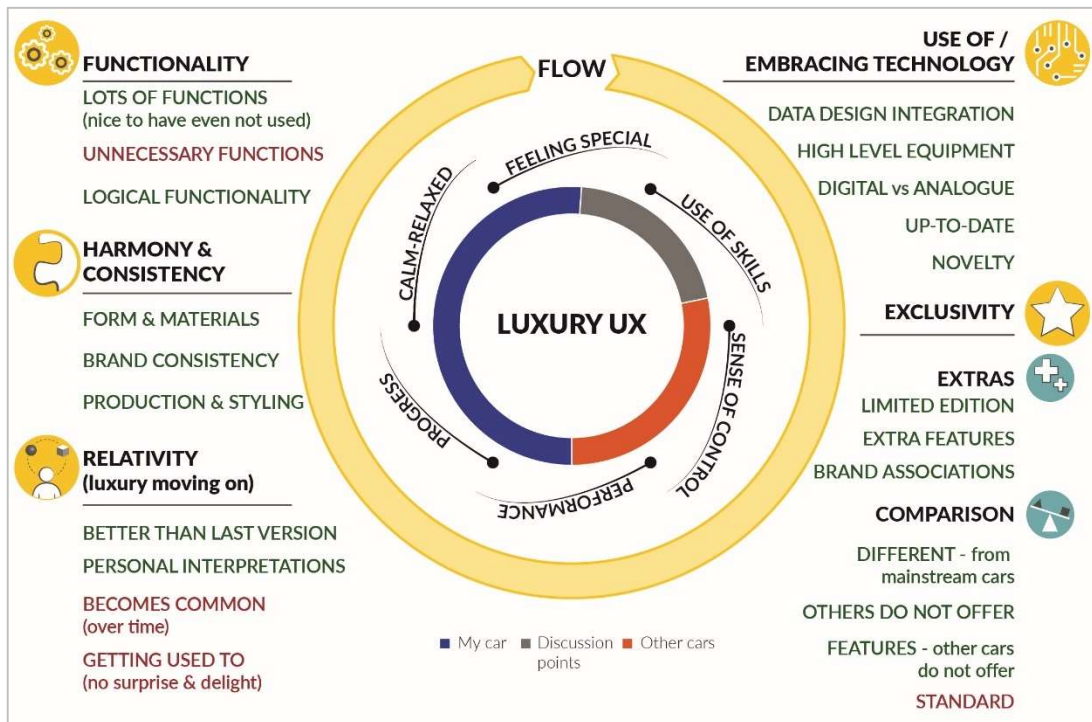 FUNCTIONALITY
LOTS OF FUNCTIONS
(nice to have even not used)
UNNECESSARY FUNCTIONS
LOGICAL FUNCTIONALITY
HARMONY &
CONSISTENCY
FORM & MATERIALS
BRAND CONSISTENCY
PRODUCTION & STYLING
RELATIVITY
(luxury moving on)
BETTER THAN LAST VERSION
PERSONAL INTERPRETATIONS
BECOMES COMMON
(over time)
GETTING USED TO
(no surprise & delight)
FLOW
FEELING SPECIAL
USE OF SKILLS
SENSE OF CONTROL
PERFORMANCE
PROGRESS
CALM-RELAXED
LUXURY UX
My car
Discussion
points
Other cars
USE OF /
EMBRACING TECHNOLOGY
DATA DESIGN INTEGRATION
HIGH LEVEL EQUIPMENT
DIGITAL vs ANALOGUE
UP-TO-DATE
NOVELTY
EXCLUSIVITY
EXTRAS
LIMITED EDITION
EXTRA FEATURES
BRAND ASSOCIATIONS
COMPARISON
DIFFERENT - from
mainstream cars
OTHERS DO NOT OFFER
FEATURES - other cars
do not offer
STANDARD